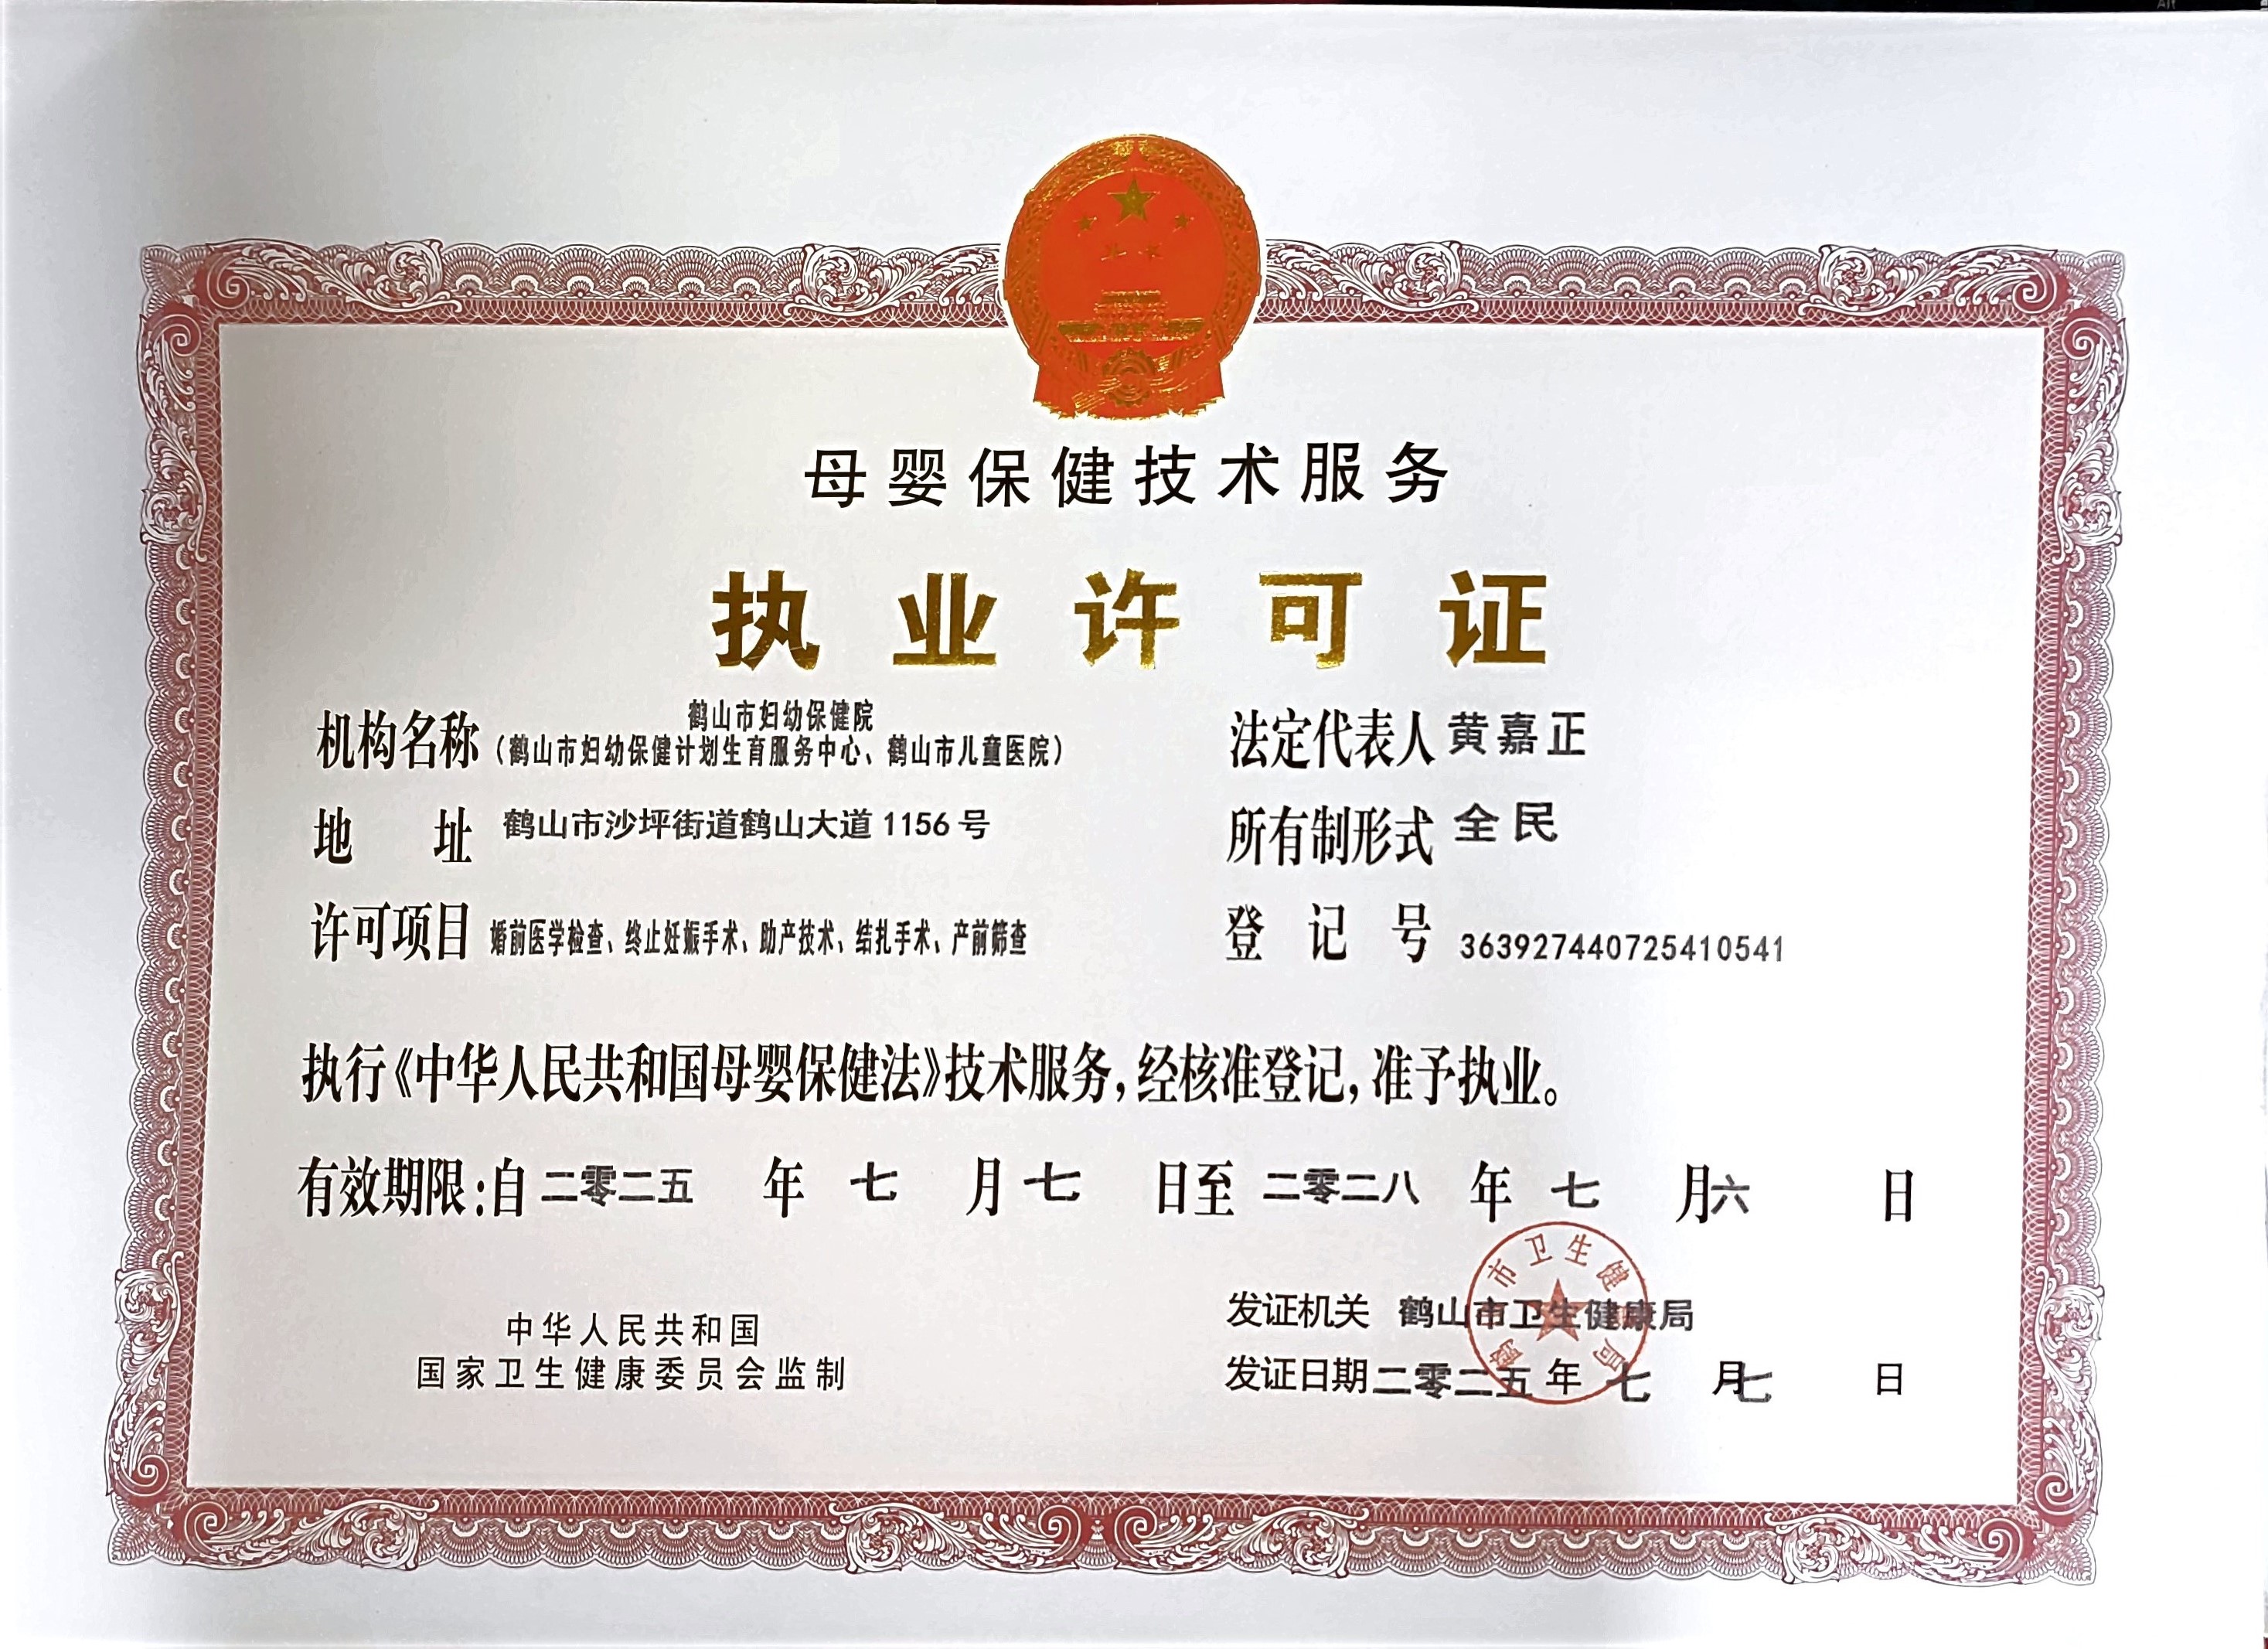 母婴保健技术服务
执业许可证
机构名称 鹤山市妇幼保健院
（鹤山市妇幼保健计划生育服务中心、鹤山市儿童医院）
法定代表人 黄嘉正
地 址 鹤山市沙坪街道鹤山大道1156号
所有制形式 全民
许可项目 婚前医学检查、终止妊娠手术、助产技术、结扎手术、产前筛查
登记号 363927440725410541
执行《中华人民共和国母婴保健法》技术服务，经核准登记，准予执业。
有效期限：自二零二五年七月七日至二零二八年七月六日
中华人民共和国
国家卫生健康委员会监制
发证机关 鹤山市卫生健康局
发证日期 二零二五年七月七日
市卫生健 局